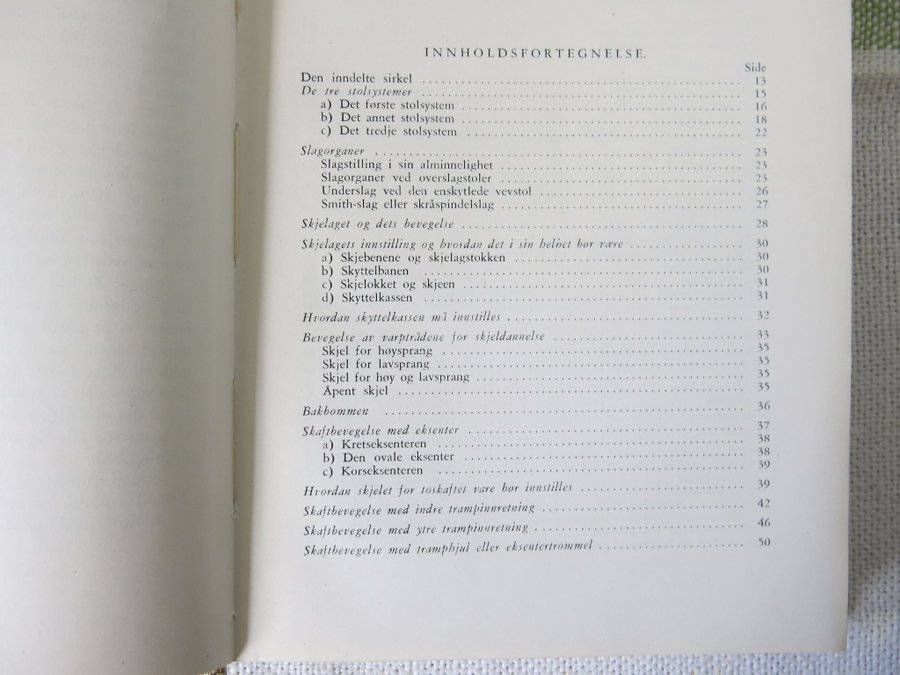 INNHOLDSFORTEGNELSE.
Side
Den inndelte sirkel 13
De tre stolsystemer 15
a) Det første stolsystem 16
b) Det annet stolsystem 18
c) Det tredje stolsystem 22
Slagorganer 23
Slagstilling i sin alminnelighet 23
Slagorganer ved overslagstoler 23
Underslag ved den enskytlede vevstol 26
Smith-slag eller skråspindelslag 27
Skjelaget og dets bevegelse 28
Skjelagets innstilling og hvordan det i sin helhet bør være 30
a) Skjebenene og skjelagstokken 30
b) Skyttelbanen 30
c) Skjelokket og skjeen 31
d) Skyttelkassen 31
Hvordan skyttelkassen må innstilles 32
Bevegelse av varptrådene for skjeldannelse 33
Skjel for høysprang 35
Skjel for lavsprang 35
Skjel for høy og lavsprang 35
Åpent skjel 35
Bakbommen 36
Skaftbevegelse med eksenter 37
a) Kretseksenteren 38
b) Den ovale eksenter 38
c) Korseksenteren 39
Hvordan skjelet for toskaftet vare bør innstilles 39
Skaftbevegelse med indre trampinnretning 42
Skaftbevegelse med ytre trampinnretning 46
Skaftbevegelse med tramphjul eller eksentertrommel 50